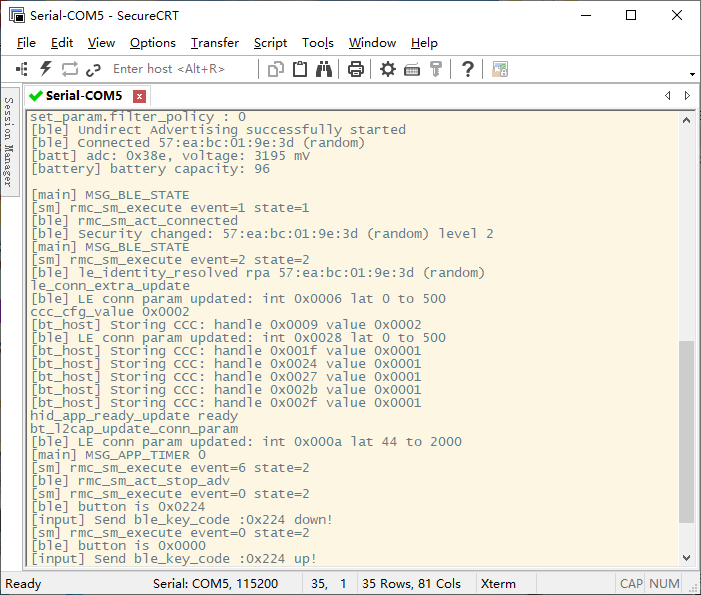 Serial-COM5 - SecureCRT
File Edit View Options Transfer Script Tools Window Help
Enter host <Alt+R>
Session Manager
Serial-COM5
set_param.filter_policy : 0
[ble] Undirect Advertising successfully started
[ble] Connected 57:ea:bc:01:9e:3d (random)
[batt] adc: 0x38e, voltage: 3195 mV
[battery] battery capacity: 96
[main] MSG_BLE_STATE
[sm] rmc_sm_execute event=1 state=1
[ble] rmc_sm_act_connected
[ble] Security changed: 57:ea:bc:01:9e:3d (random) level 2
[main] MSG_BLE_STATE
[sm] rmc_sm_execute event=2 state=2
[ble] le_identity_resolved rpa 57:ea:bc:01:9e:3d (random)
le_conn_extra_update
[ble] LE conn param updated: int 0x0006 lat 0 to 500
ccc_cfg_value 0x0002
[bt_host] Storing CCC: handle 0x0009 value 0x0002
[ble] LE conn param updated: int 0x0028 lat 0 to 500
[bt_host] Storing CCC: handle 0x001f value 0x0001
[bt_host] Storing CCC: handle 0x0024 value 0x0001
[bt_host] Storing CCC: handle 0x0027 value 0x0001
[bt_host] Storing CCC: handle 0x002b value 0x0001
[bt_host] Storing CCC: handle 0x002f value 0x0001
hid_app_ready_update ready
bt_l2cap_update_conn_param
[ble] LE conn param updated: int 0x000a lat 44 to 2000
[main] MSG_APP_TIMER 0
[sm] rmc_sm_execute event=6 state=2
[ble] rmc_sm_act_stop_adv
[sm] rmc_sm_execute event=0 state=2
[ble] button is 0x0224
[input] Send ble_key_code :0x224 down!
[sm] rmc_sm_execute event=0 state=2
[ble] button is 0x0000
[input] Send ble_key_code :0x224 up!
Ready Serial: COM5, 115200 35, 1 35 Rows, 81 Cols Xterm CAP NUM